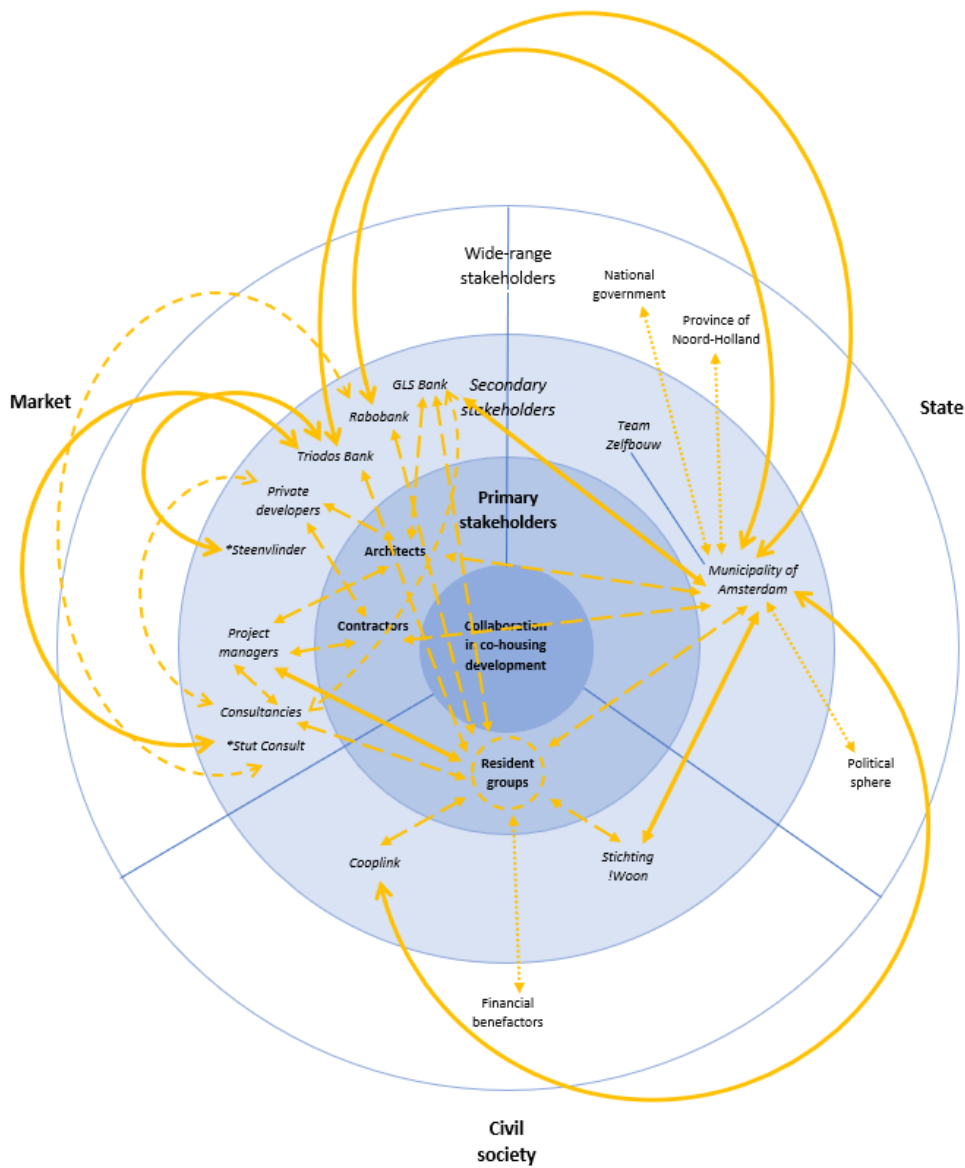 Wide-range
stakeholders
National
government
Province of
Noord-Holland
Market
State
GLS Bank
Secondary
stakeholders
Rabobank
Triodos Bank
Team
Zelfbouw
Private
developers
Primary
stakeholders
*Steenvlinder
Architects
Municipality of
Amsterdam
Contractors
Collaboration
in co-housing
development
Project
managers
Consultancies
*Stut Consult
Resident
groups
Political
sphere
Cooplink
Stichting
!Woon
Financial
benefactors
Civil
society